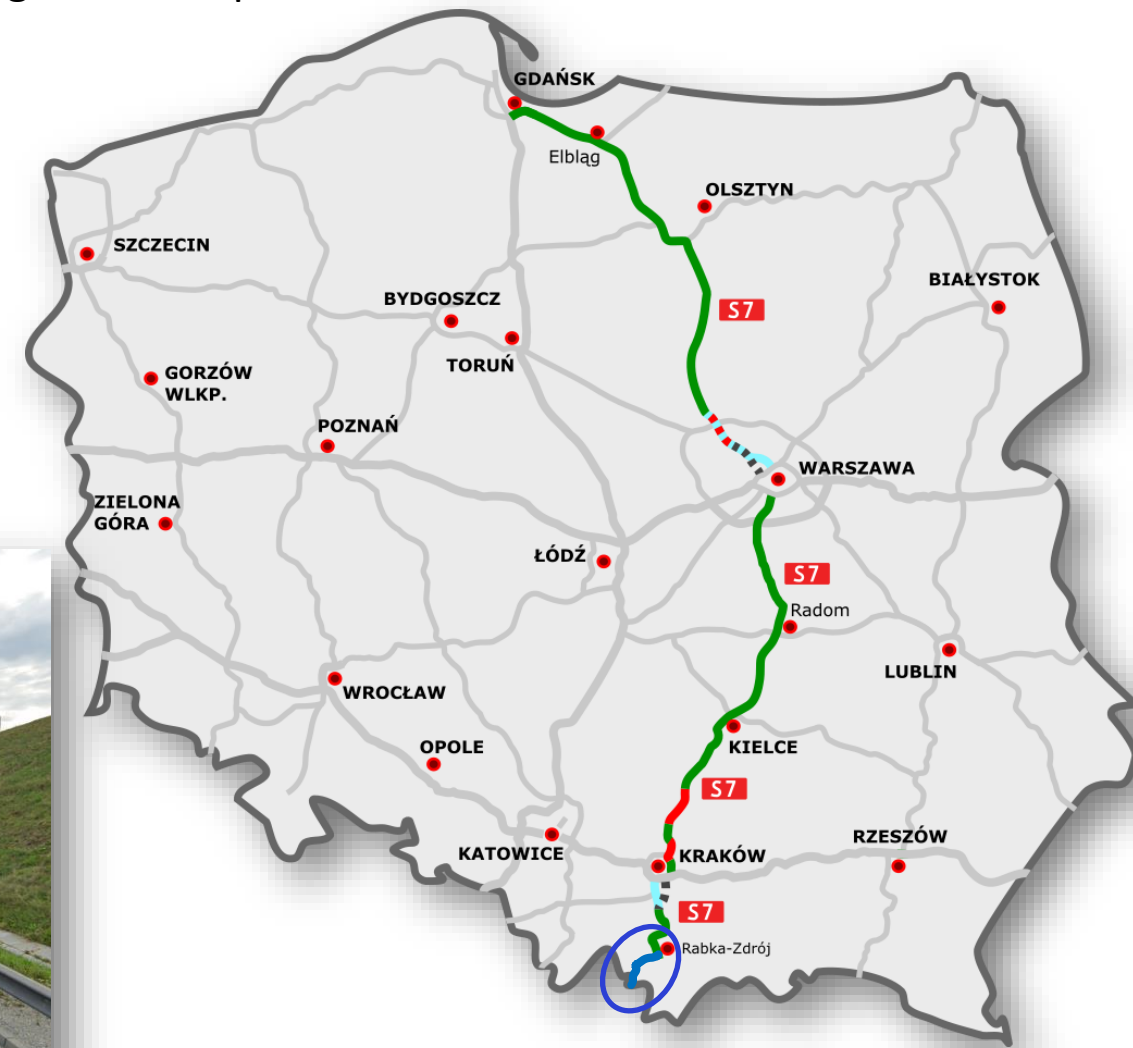 GDAŃSK
Elbląg
OLSZTYN
SZCZECIN
BIAŁYSTOK
BYDGOSZCZ
S7
TORUŃ
GORZÓW
WLKP.
POZNAŃ
WARSZAWA
ZIELONA
GÓRA
ŁÓDŹ
S7
Radom
LUBLIN
WROCŁAW
OPOLE
KIELCE
S7
RZESZÓW
KATOWICE
KRAKÓW
S7
Rabka-Zdrój